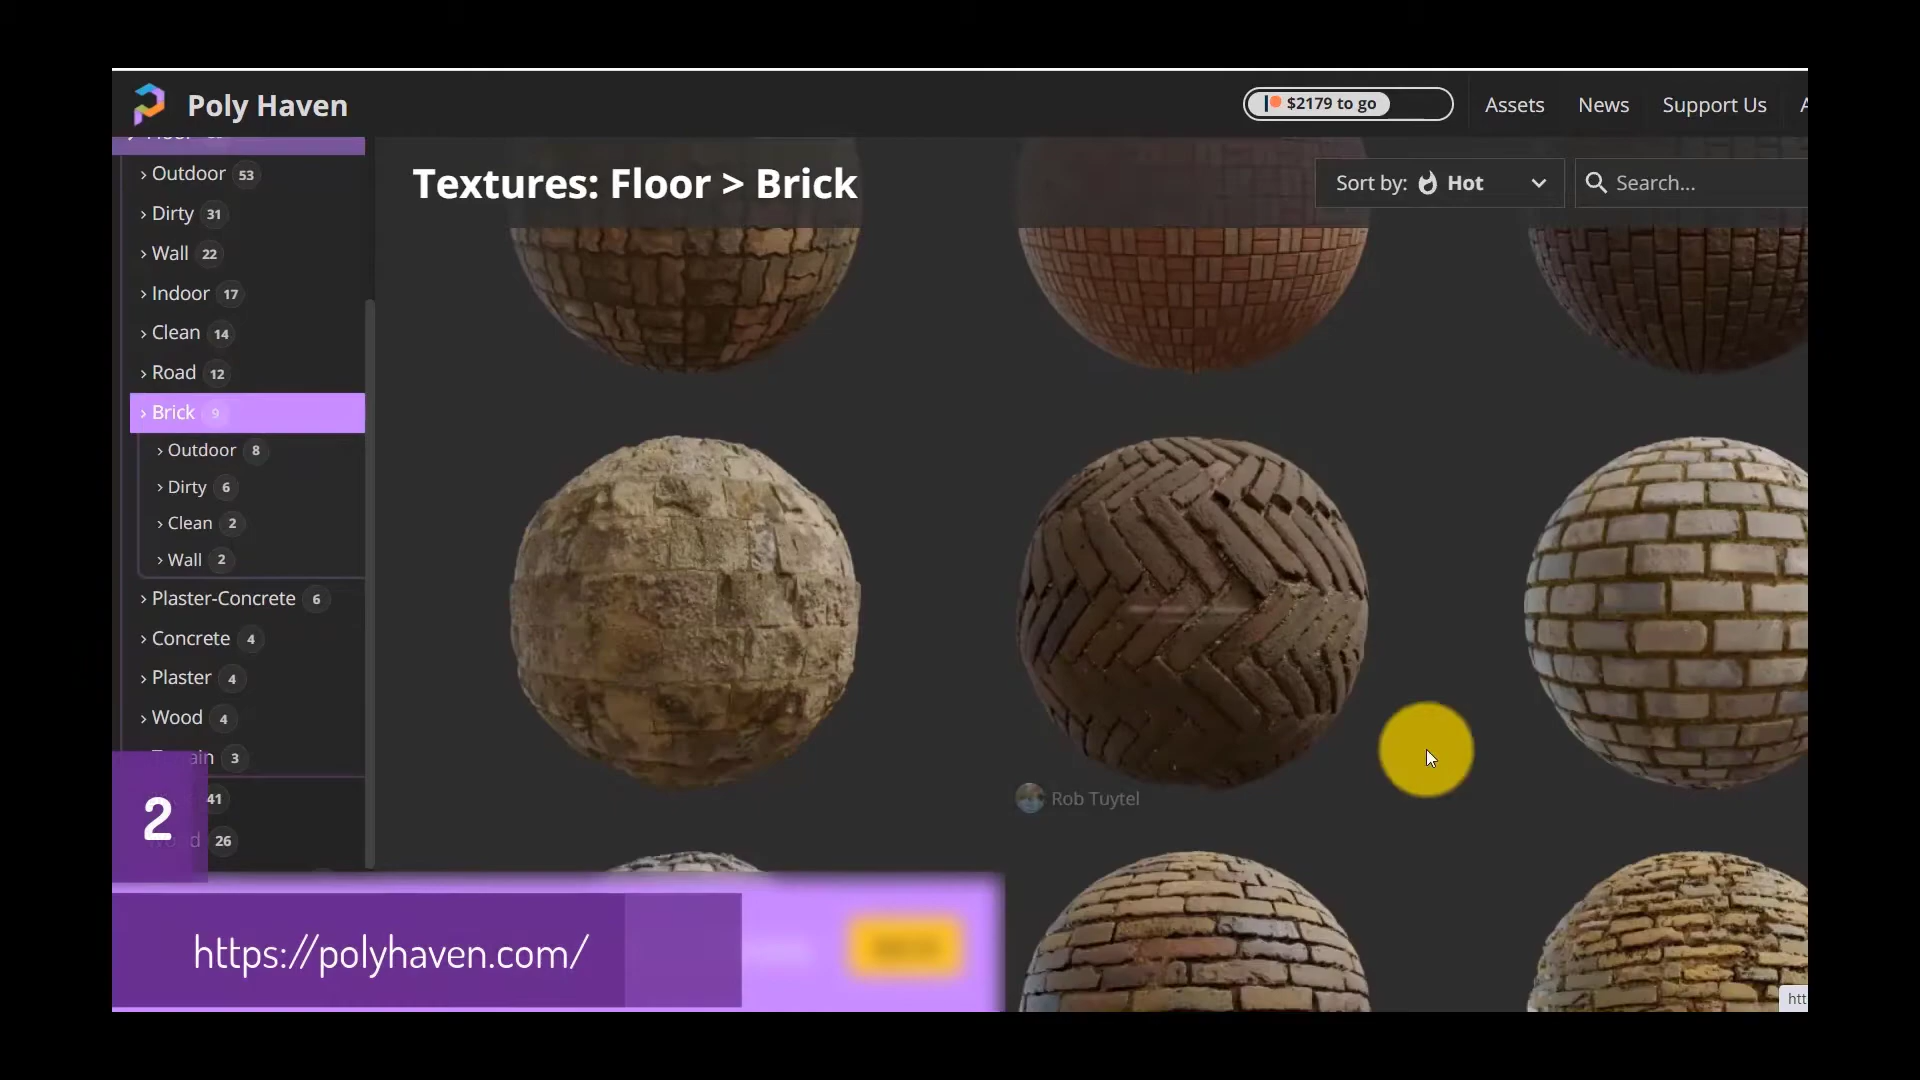 Poly Haven
$2179 to go
Assets
News
Support Us
Textures: Floor > Brick
Sort by: Hot
Search...
Outdoor 53
Dirty 31
Wall 22
Indoor 17
Clean 14
Road 12
Brick 9
Outdoor 8
Dirty 6
Clean 2
Wall 2
Plaster-Concrete 6
Concrete 4
Plaster 4
Wood 4
3
41
26
Rob Tuytel
2
https://polyhaven.com/
htt